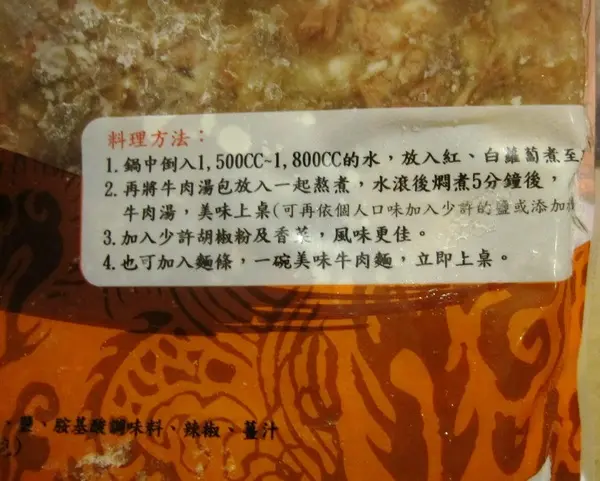 料理方法：
1. 鍋中倒入1,500CC~1,800CC的水，放入紅、白蘿蔔煮至
2. 再將牛肉湯包放入一起熬煮，水滾後燜煮5分鐘後，
牛肉湯，美味上桌(可再依個人口味加入少許的鹽或添加
3. 加入少許胡椒粉及香菜，風味更佳。
4. 也可加入麵條，一碗美味牛肉麵，立即上桌。
、鹽、胺基酸調味料、辣椒、薑汁
)